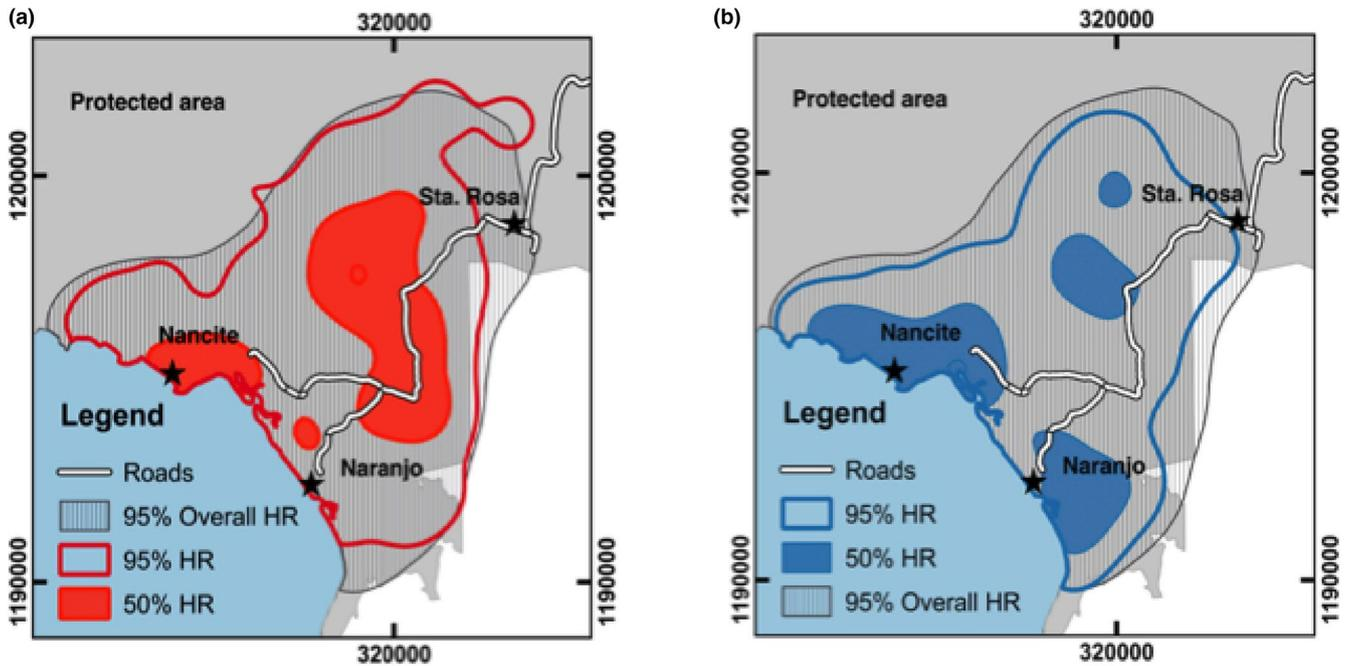 (a)
320000
Protected area
1200000
1200000
Sta. Rosa
Nancite
Legend
Roads
95% Overall HR
95% HR
50% HR
Naranjo
1190000
1190000
320000
(b)
320000
Protected area
1200000
1200000
Sta. Rosa
Nancite
Legend
Roads
95% HR
50% HR
95% Overall HR
Naranjo
1190000
1190000
320000